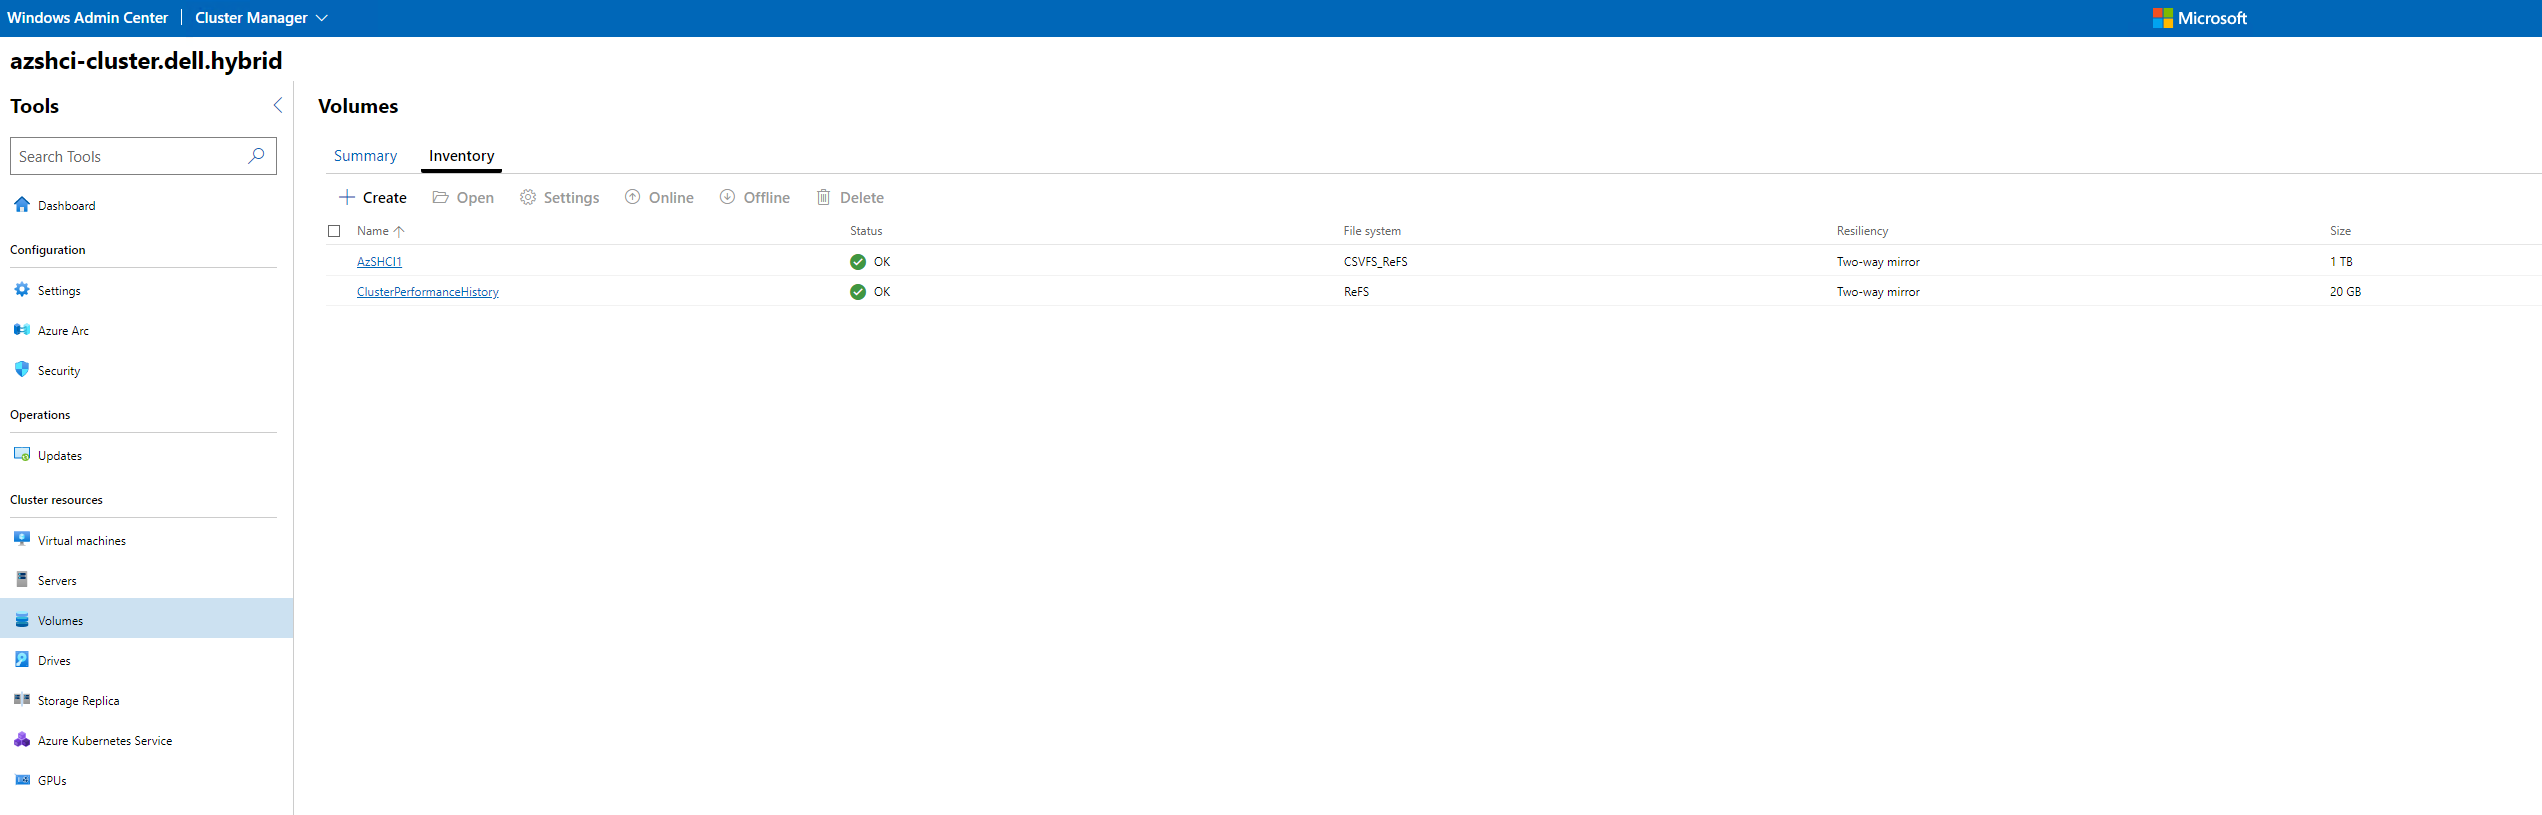 Windows Admin Center | Cluster Manager
Microsoft
azshci-cluster.dell.hybrid
Tools
Search Tools
Dashboard
Configuration
Settings
Azure Arc
Security
Operations
Updates
Cluster resources
Virtual machines
Servers
Volumes
Drives
Storage Replica
Azure Kubernetes Service
GPUs
Volumes
Summary Inventory
Create Open Settings Online Offline Delete
Name Status File system Resiliency Size
AzSHCI1 OK CSVFS_ReFS Two-way mirror 1 TB
ClusterPerformanceHistory OK ReFS Two-way mirror 20 GB